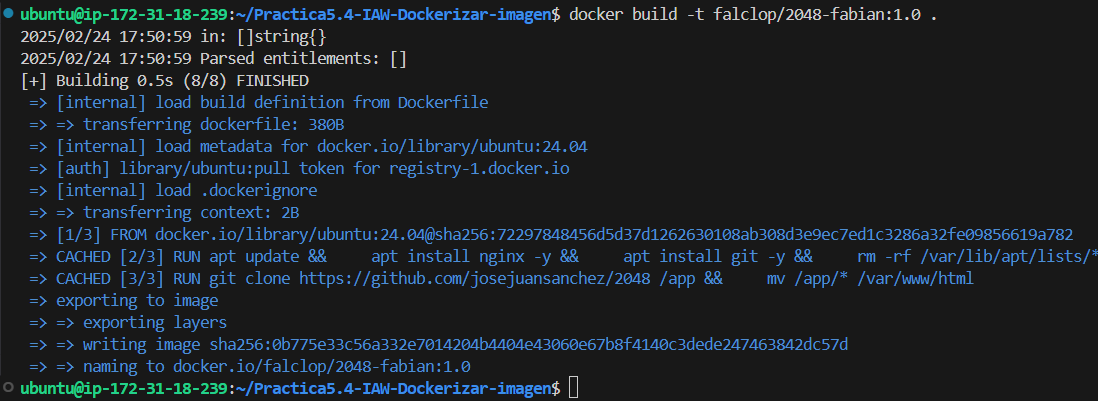 ubuntu@ip-172-31-18-239:~/Practica5.4-IAW-Dockerizar-imagen$ docker build -t falclop/2048-fabian:1.0 .
2025/02/24 17:50:59 in: []string{}
2025/02/24 17:50:59 Parsed entitlements: []
[+] Building 0.5s (8/8) FINISHED
 => [internal] load build definition from Dockerfile
 => => transferring dockerfile: 380B
 => [internal] load metadata for docker.io/library/ubuntu:24.04
 => [auth] library/ubuntu:pull token for registry-1.docker.io
 => [internal] load .dockerignore
 => => transferring context: 2B
 => [1/3] FROM docker.io/library/ubuntu:24.04@sha256:72297848456d5d37d1262630108ab308d3e9ec7ed1c3286a32fe09856619a782
 => CACHED [2/3] RUN apt update &&     apt install nginx -y &&     apt install git -y &&     rm -rf /var/lib/apt/lists/*
 => CACHED [3/3] RUN git clone https://github.com/josejuansanchez/2048 /app &&     mv /app/* /var/www/html
 => exporting to image
 => => exporting layers
 => => writing image sha256:0b775e33c56a332e7014204b4404e43060e67b8f4140c3dede247463842dc57d
 => => naming to docker.io/falclop/2048-fabian:1.0
ubuntu@ip-172-31-18-239:~/Practica5.4-IAW-Dockerizar-imagen$